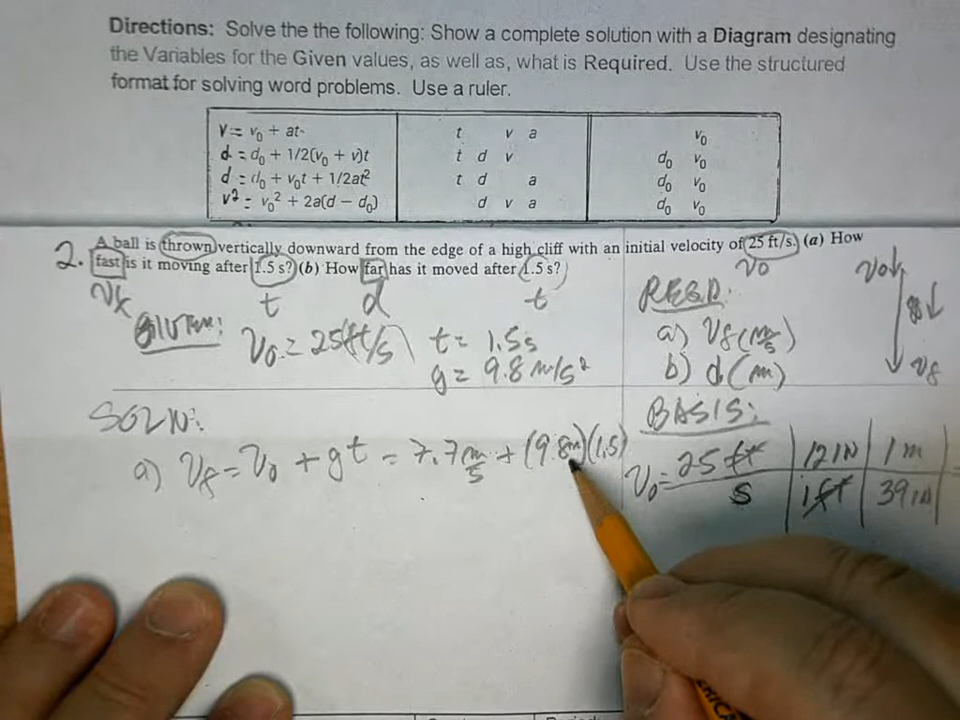 Directions: Solve the the following: Show a complete solution with a Diagram designating
the Variables for the Given values, as well as, what is Required. Use the structured
format for solving word problems. Use a ruler.
v = v₀ + at t v a v₀
d = d₀ + 1/2(v₀ + v)t t d v d₀ v₀
d = d₀ + v₀t + 1/2at² t d a d₀ v₀
v² = v₀² + 2a(d – d₀) d v a d₀ v₀
2. A ball is thrown vertically downward from the edge of a high cliff with an initial velocity of 25 ft/s. (a) How
fast is it moving after 1.5 s? (b) How far has it moved after 1.5 s?
Vf t d t V₀
REQD:
V₀ g Vf
V₀ = 25(ft/s) t = 1.5s
g = 9.8 m/s²
a) Vf (m/s)
b) d (m)
SOLN:
a) Vf = V₀ + gt = 7.7 m/s + (9.8m)(1.5)
BASIS:
V₀ = 25 ft | 12 IN | 1 m =
s | 1ft | 39 IN